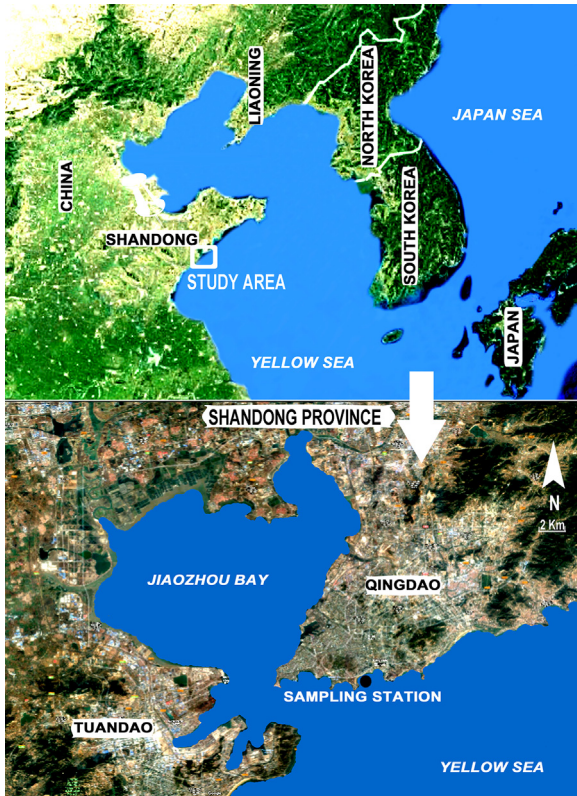 LIAONING
NORTH KOREA
JAPAN SEA
CHINA
SHANDONG
SOUTH KOREA
STUDY AREA
JAPAN
YELLOW SEA
SHANDONG PROVINCE
N
2 Km
JIAOZHOU BAY
QINGDAO
SAMPLING STATION
TUANDAO
YELLOW SEA